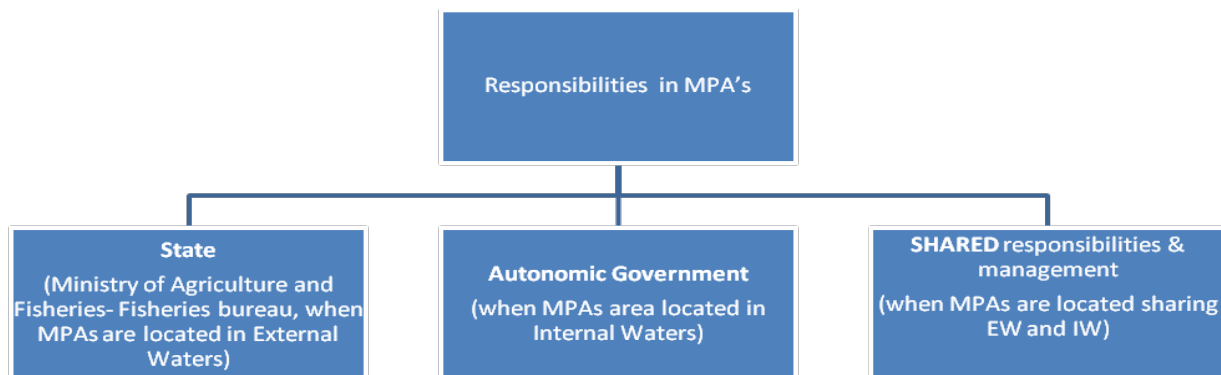 Responsibilities in MPA's
State
(Ministry of Agriculture and
Fisheries- Fisheries bureau, when
MPAs are located in External
Waters)
Autonomic Government
(when MPAs area located in
Internal Waters)
SHARED responsibilities &
management
(when MPAs are located sharing
EW and IW)